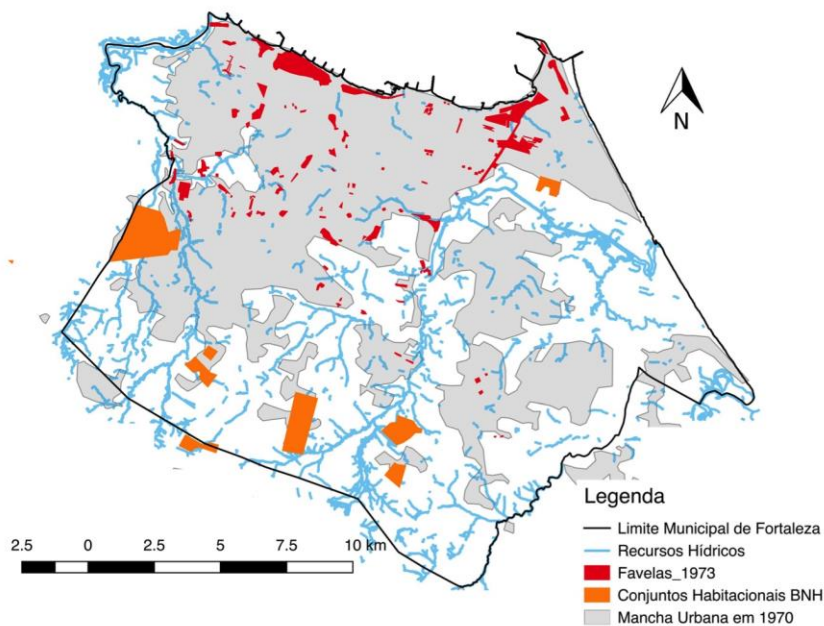 N
Legenda
Limite Municipal de Fortaleza
Recursos Hídricos
Favelas_1973
Conjuntos Habitacionais BNH
Mancha Urbana em 1970
2.5 0 2.5 5 7.5 10 km